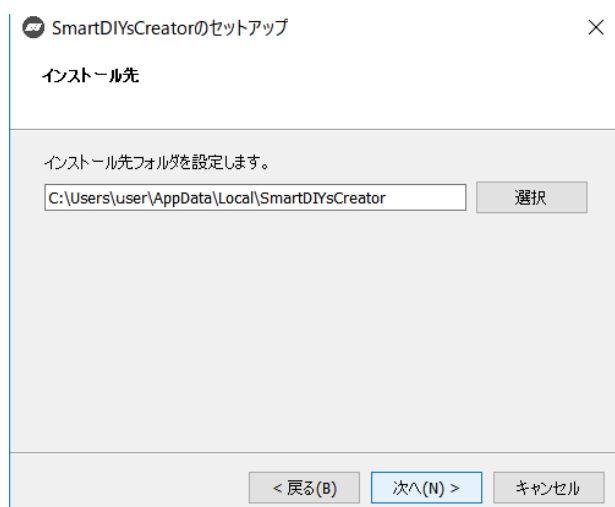 SmartDIYsCreatorのセットアップ
インストール先
インストール先フォルダを設定します。
C:\Users\user\AppData\Local\SmartDIYsCreator
選択
< 戻る(B)
次へ(N) >
キャンセル